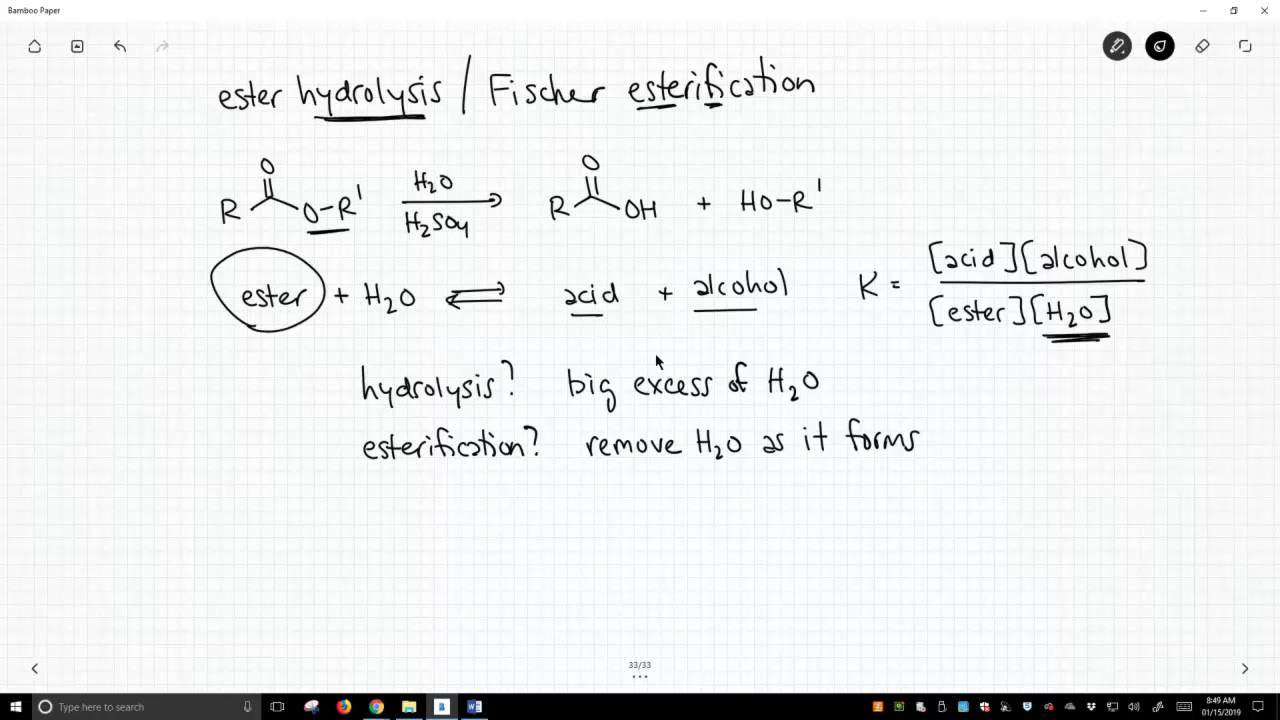 Bamboo Paper
ester hydrolysis / Fischer esterification
O O
R O-R' H₂O H₂SO₄ R OH + HO-R'
ester + H₂O ⇌ acid + alcohol K = [acid][alcohol] / [ester][H₂O]
hydrolysis? big excess of H₂O
esterification? remove H₂O as it forms
33/33
Type here to search
8:49 AM
01/15/2019